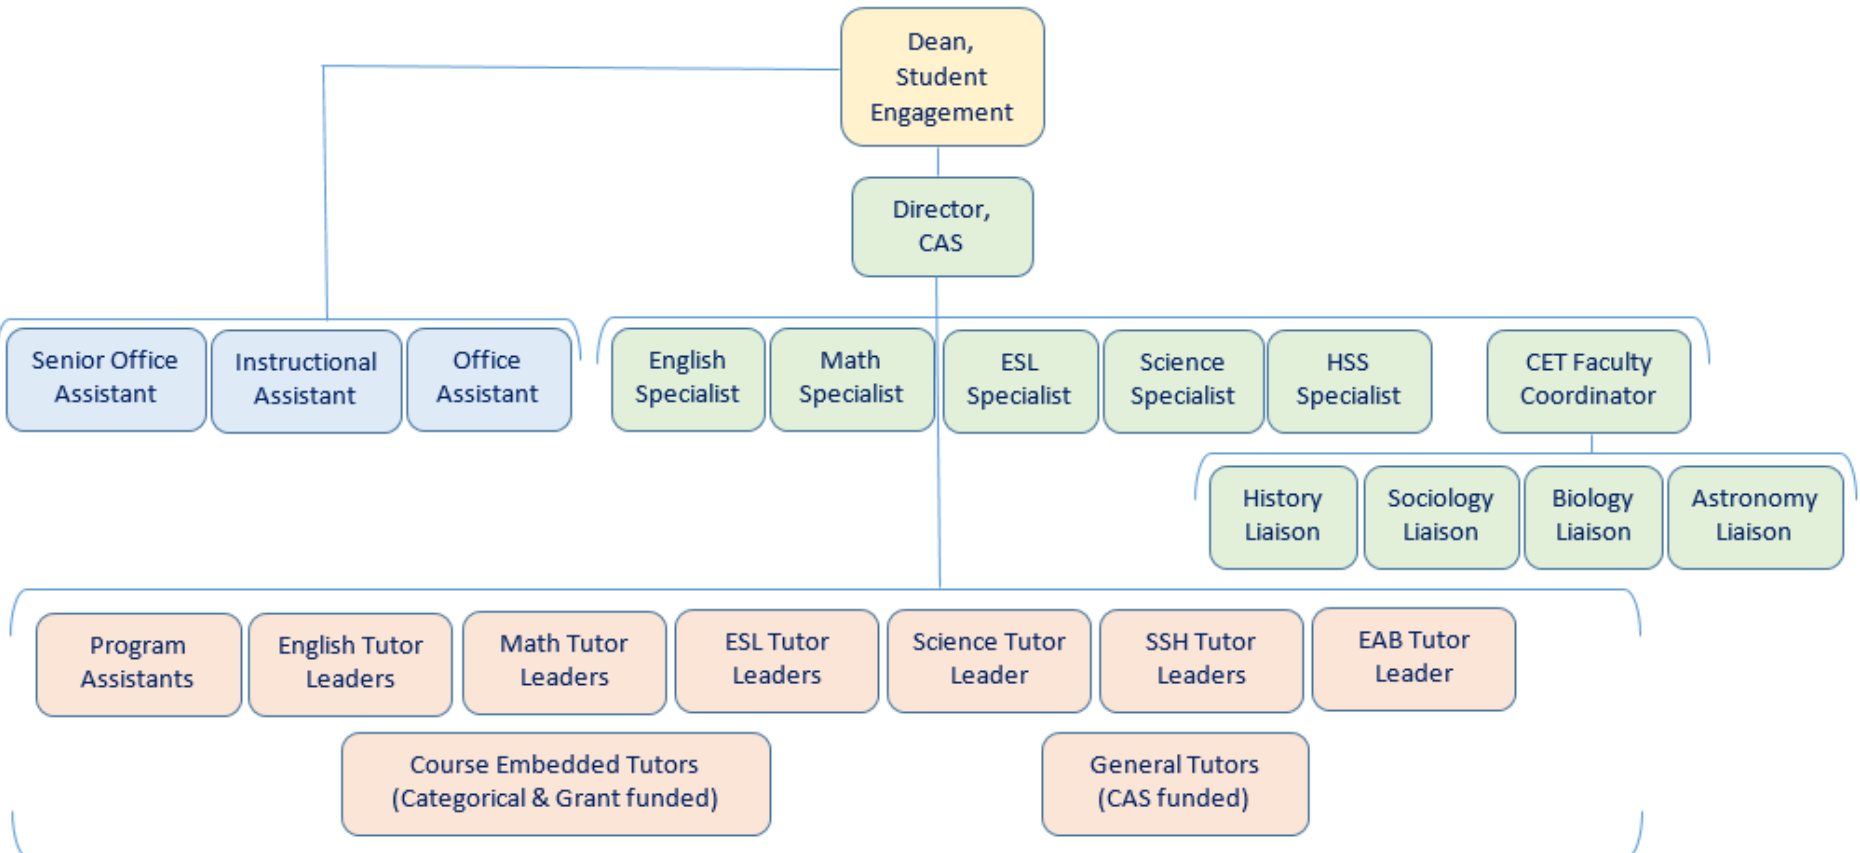 Dean,
Student
Engagement
Director,
CAS
Senior Office
Assistant
Instructional
Assistant
Office
Assistant
English
Specialist
Math
Specialist
ESL
Specialist
Science
Specialist
HSS
Specialist
CET Faculty
Coordinator
History
Liaison
Sociology
Liaison
Biology
Liaison
Astronomy
Liaison
Program
Assistants
English Tutor
Leaders
Math Tutor
Leaders
ESL Tutor
Leaders
Science Tutor
Leader
SSH Tutor
Leaders
EAB Tutor
Leader
Course Embedded Tutors
(Categorical & Grant funded)
General Tutors
(CAS funded)